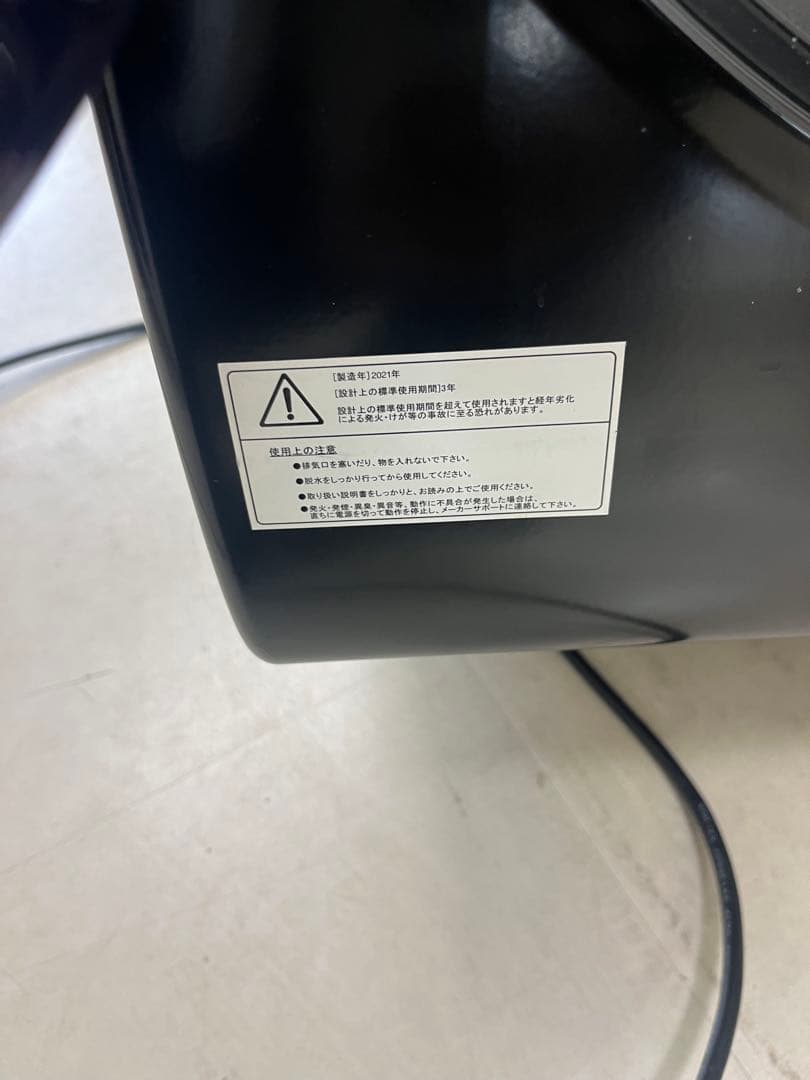 [製造年]2021年
[設計上の標準使用期間]3年
設計上の標準使用期間を超えて使用されますと経年劣化
による発火・けが等の事故に至る恐れがあります。
使用上の注意
●排気口を塞いだり、物を入れないで下さい。
●脱水をしっかり行ってから使用してください。
●取り扱い説明書をしっかりと、お読みの上でご使用ください。
●発火・発煙・異臭・異音等、動作に不具合が発生した場合は、
直ちに電源を切って動作を停止し、メーカーサポートに連絡して下さい。